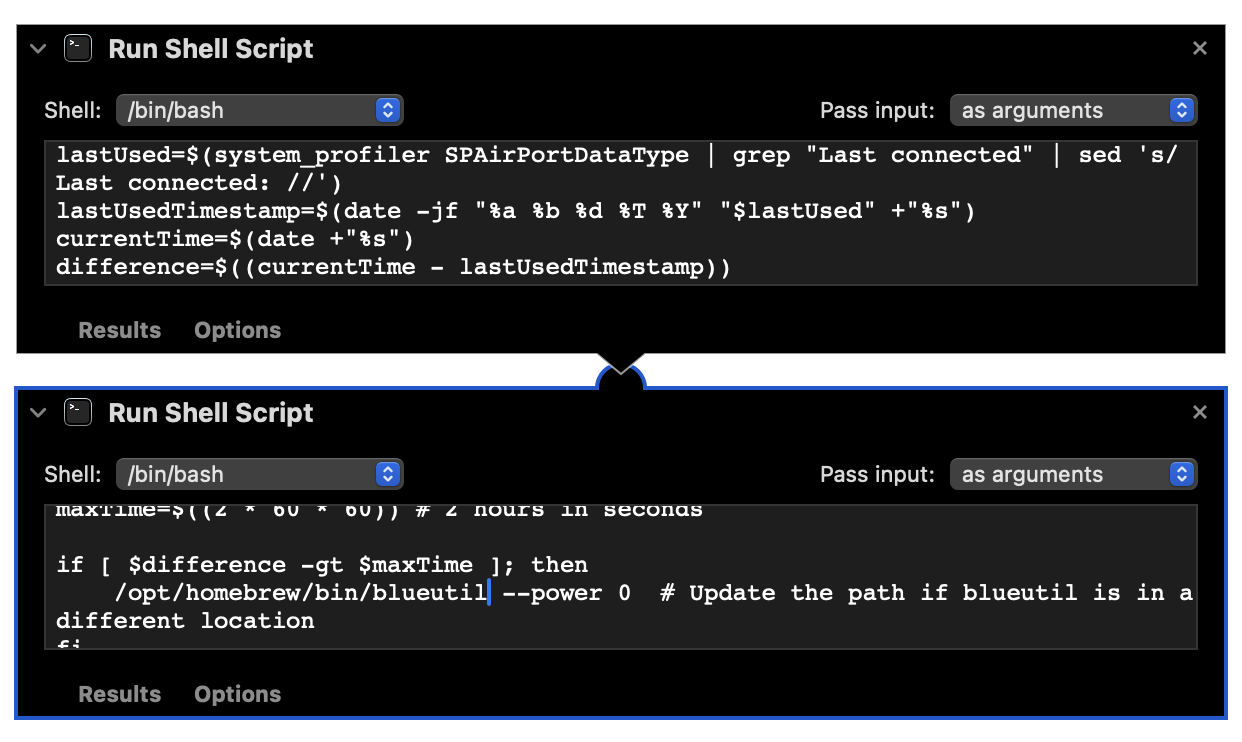 Run Shell Script
Shell: /bin/bash Pass input: as arguments
lastUsed=$(system_profiler SPAirPortDataType | grep "Last connected" | sed 's/
Last connected: //')
lastUsedTimestamp=$(date -jf "%a %b %d %T %Y" "$lastUsed" +"%s")
currentTime=$(date +"%s")
difference=$((currentTime - lastUsedTimestamp))
Results Options
Run Shell Script
Shell: /bin/bash Pass input: as arguments
maxTime=$((2 * 60 * 60)) # 2 hours in seconds
if [ $difference -gt $maxTime ]; then
/opt/homebrew/bin/blueutil --power 0 # Update the path if blueutil is in a
different location
fi
Results Options